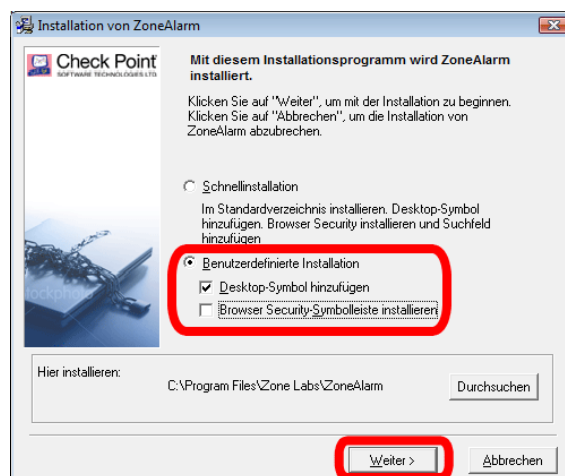 Installation von ZoneAlarm
Check Point
SOFTWARE TECHNOLOGIES LTD.
Mit diesem Installationsprogramm wird ZoneAlarm
installiert.
Klicken Sie auf "Weiter", um mit der Installation zu beginnen.
Klicken Sie auf "Abbrechen", um die Installation von
ZoneAlarm abzubrechen.
Schnellinstallation
Im Standardverzeichnis installieren. Desktop-Symbol
hinzufügen. Browser Security installieren und Suchfeld
hinzufügen
Benutzerdefinierte Installation
Desktop-Symbol hinzufügen
Browser Security-Symbolleiste installieren
Hier installieren:
C:\Program Files\Zone Labs\ZoneAlarm
Durchsuchen
Weiter >
Abbrechen